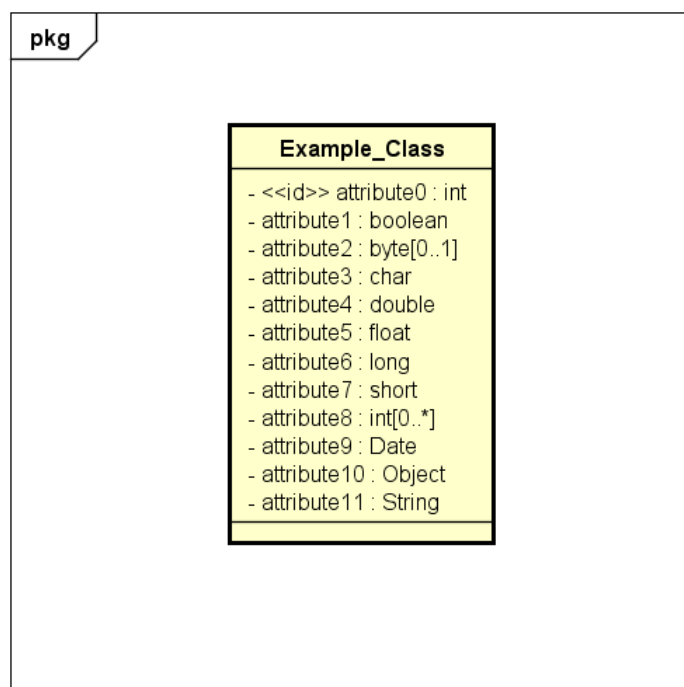 pkg
Example_Class
- <<id>> attribute0 : int
- attribute1 : boolean
- attribute2 : byte[0..1]
- attribute3 : char
- attribute4 : double
- attribute5 : float
- attribute6 : long
- attribute7 : short
- attribute8 : int[0..*]
- attribute9 : Date
- attribute10 : Object
- attribute11 : String